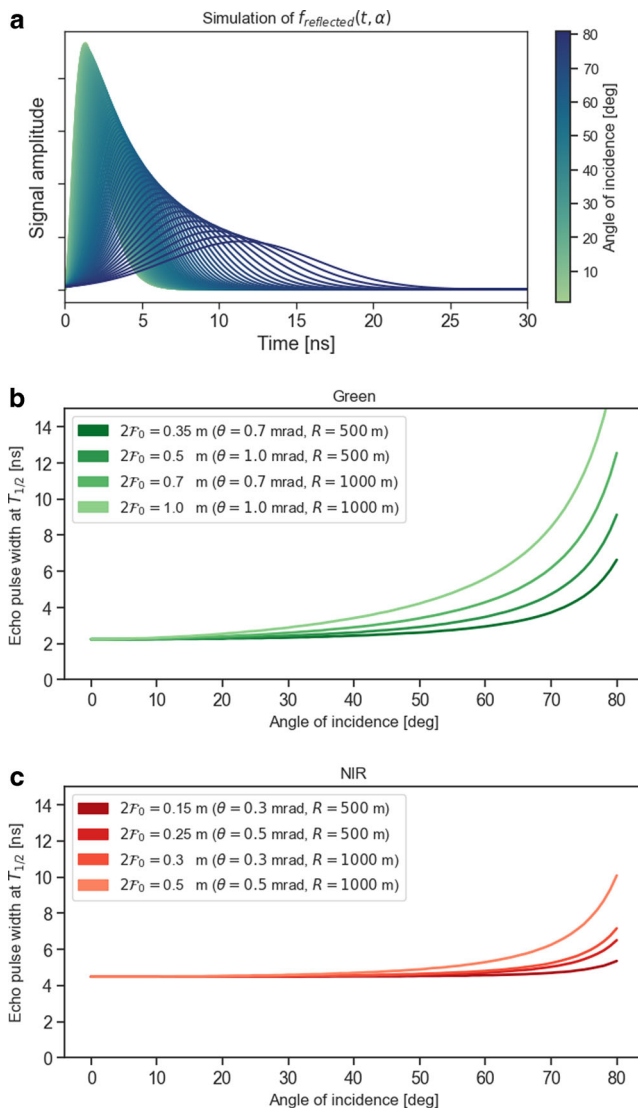 a
Simulation of f_reflected(t, α)
Signal amplitude
0 5 10 15 20 25 30
Time [ns]
80
70
60
50
40
30
20
10
Angle of incidence [deg]
b
Green
Echo pulse width at T_1/2 [ns]
14
12
10
8
6
4
2
0
2ℱ₀ = 0.35 m (θ = 0.7 mrad, R = 500 m)
2ℱ₀ = 0.5 m (θ = 1.0 mrad, R = 500 m)
2ℱ₀ = 0.7 m (θ = 0.7 mrad, R = 1000 m)
2ℱ₀ = 1.0 m (θ = 1.0 mrad, R = 1000 m)
0 10 20 30 40 50 60 70 80
Angle of incidence [deg]
c
NIR
Echo pulse width at T_1/2 [ns]
14
12
10
8
6
4
2
0
2ℱ₀ = 0.15 m (θ = 0.3 mrad, R = 500 m)
2ℱ₀ = 0.25 m (θ = 0.5 mrad, R = 500 m)
2ℱ₀ = 0.3 m (θ = 0.3 mrad, R = 1000 m)
2ℱ₀ = 0.5 m (θ = 0.5 mrad, R = 1000 m)
0 10 20 30 40 50 60 70 80
Angle of incidence [deg]